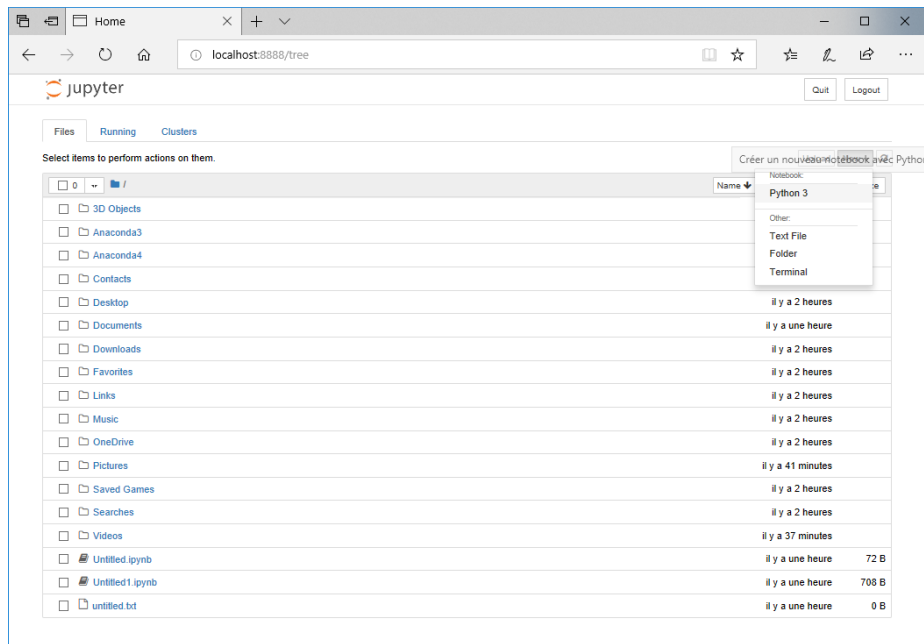 Home
localhost:8888/tree
jupyter
Quit Logout
Files Running Clusters
Select items to perform actions on them.
Créer un nouveau notebook avec Python
0 / Name
Notebook:
Python 3
Other:
Text File
Folder
Terminal
3D Objects
Anaconda3
Anaconda4
Contacts
Desktop il y a 2 heures
Documents il y a une heure
Downloads il y a 2 heures
Favorites il y a 2 heures
Links il y a 2 heures
Music il y a 2 heures
OneDrive il y a 2 heures
Pictures il y a 41 minutes
Saved Games il y a 2 heures
Searches il y a 2 heures
Videos il y a 37 minutes
Untitled.ipynb il y a une heure 72 B
Untitled1.ipynb il y a une heure 708 B
untitled.txt il y a une heure 0 B